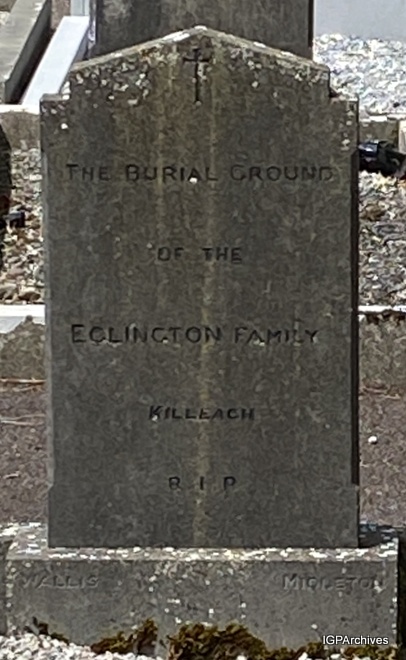 THE BURIAL GROUND
OF THE
EGLINGTON FAMILY
KILLEAGH
R I P
WALLIS MIDLETON
IGPArchives